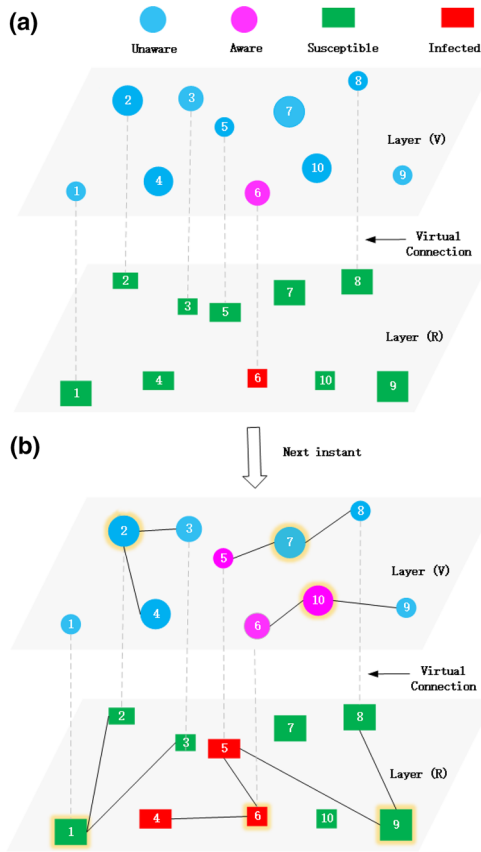 (a)
Unaware Aware Susceptible Infected
8
2 3
7
5
Layer (V)
10
4 9
1 6
Virtual
Connection
2 8
7
3
5
Layer (R)
6
4 10
9
1
(b)
Next instant
8
2 3
7
5
Layer (V)
10
4 9
1 6
Virtual
Connection
2 8
7
3
5
Layer (R)
4 6 10
9
1